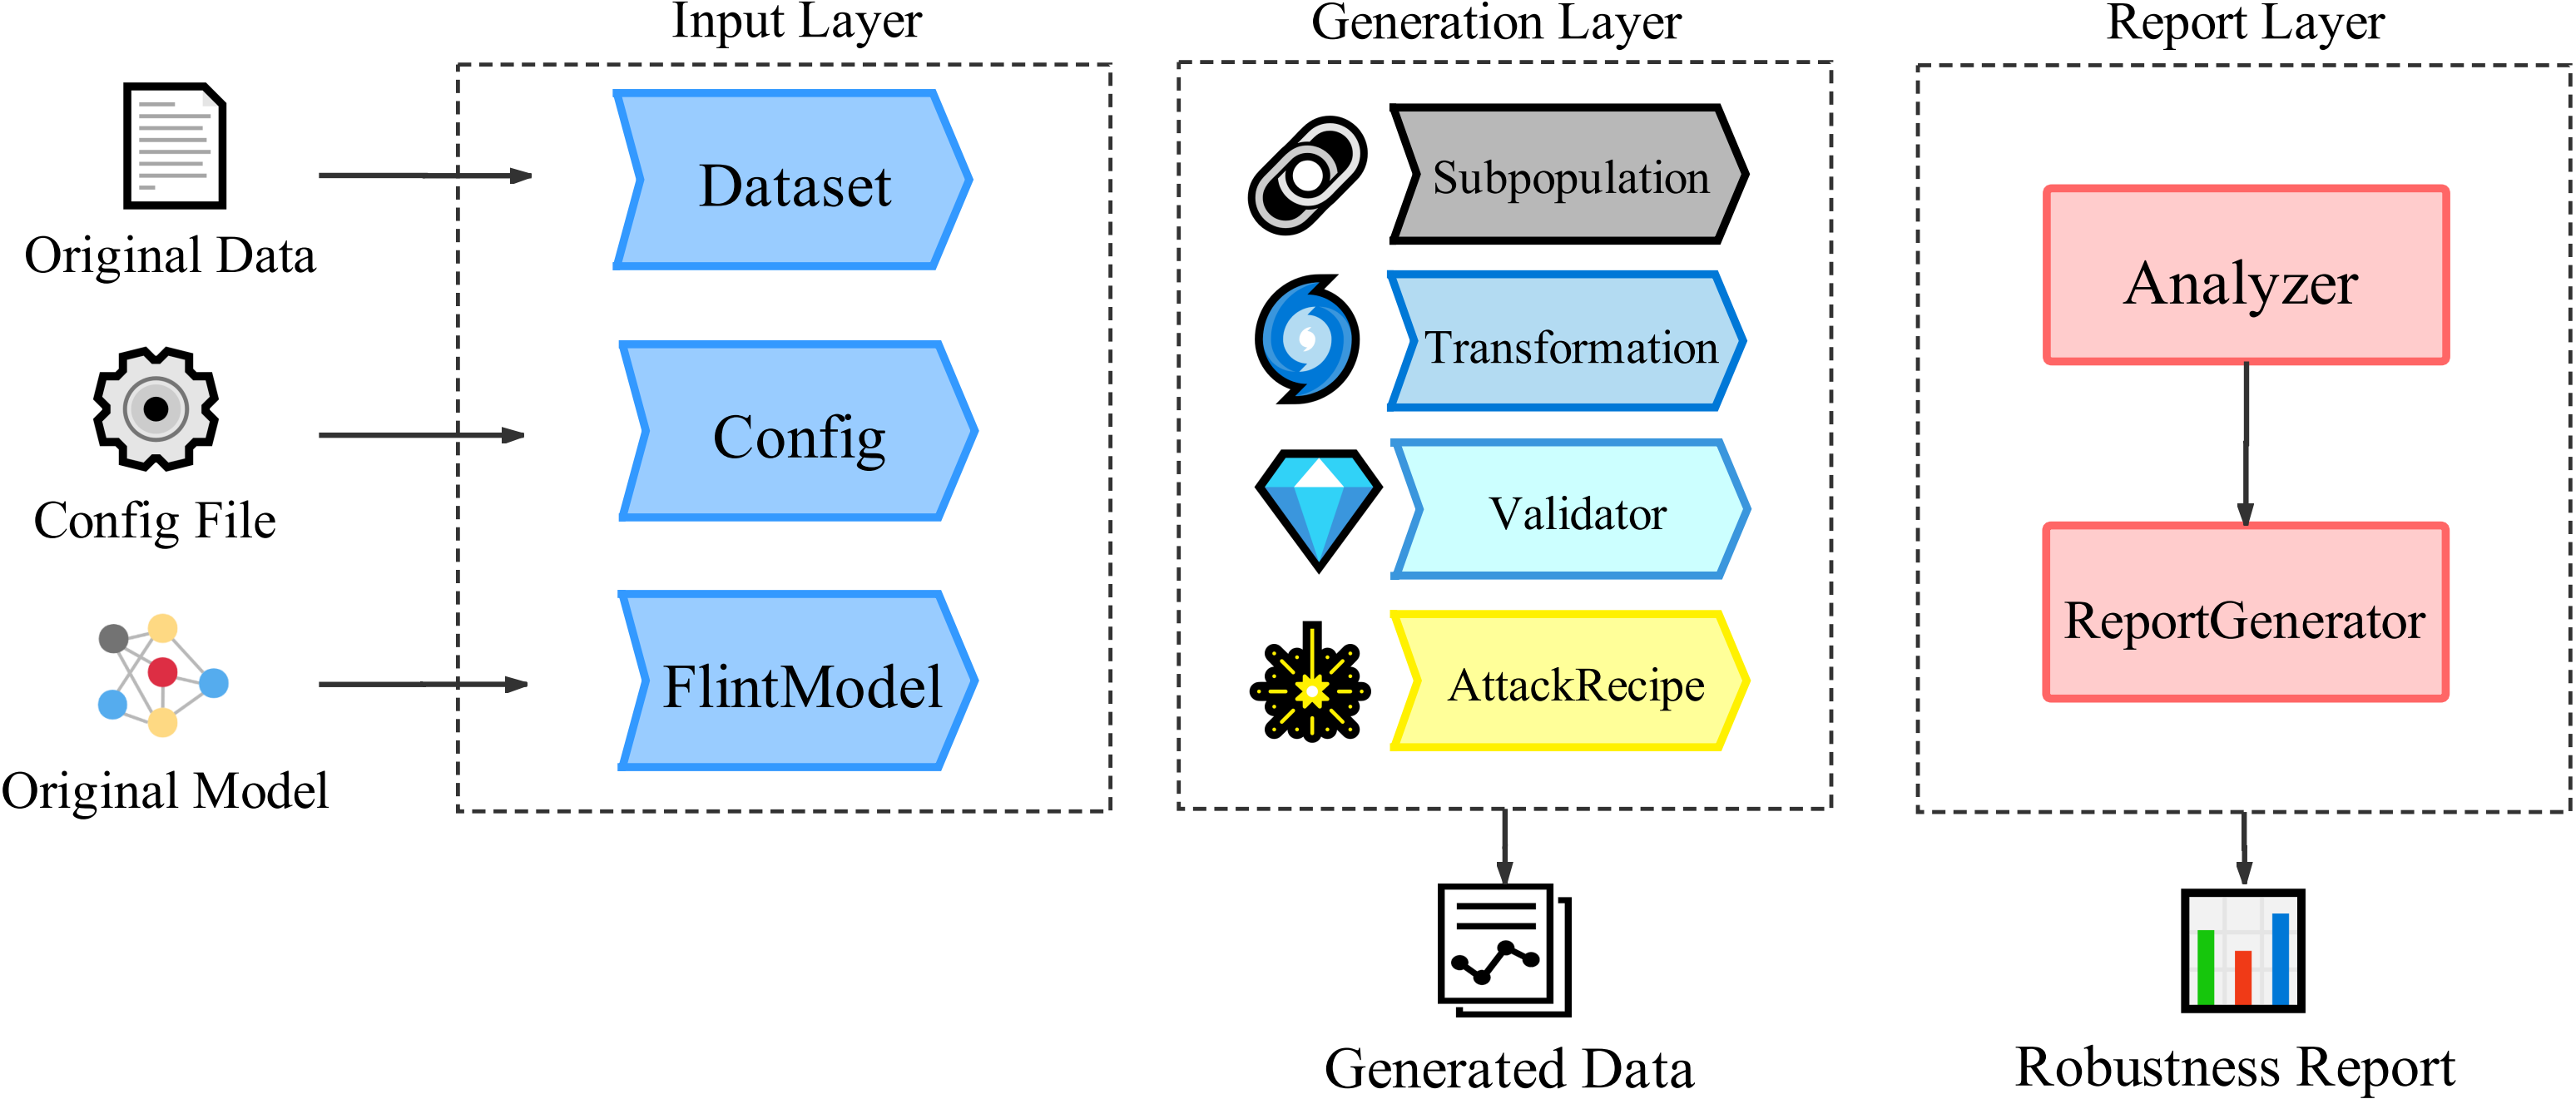 Input Layer
Generation Layer
Report Layer
Original Data
Config File
Original Model
Dataset
Config
FlintModel
Subpopulation
Transformation
Validator
AttackRecipe
Analyzer
ReportGenerator
Generated Data
Robustness Report